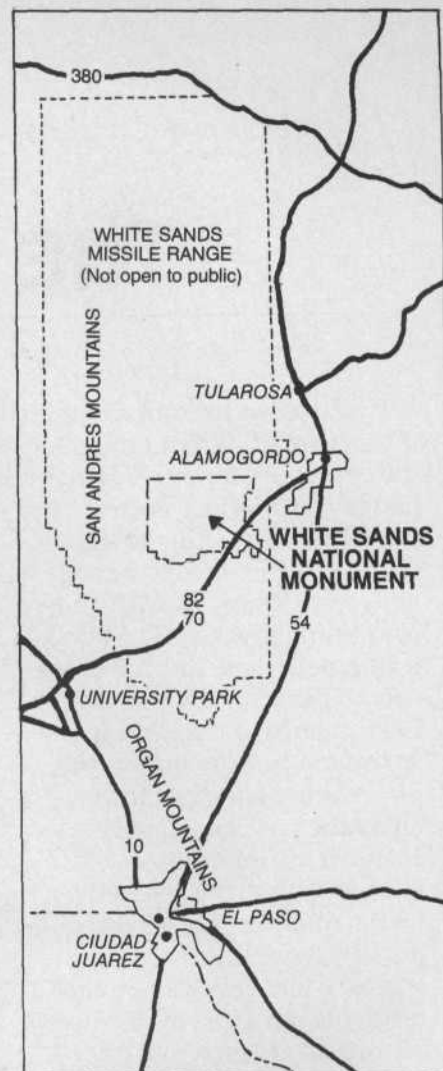 380
WHITE SANDS
MISSILE RANGE
(Not open to public)
SAN ANDRES MOUNTAINS
TULAROSA
ALAMOGORDO
WHITE SANDS
NATIONAL
MONUMENT
82
70
54
UNIVERSITY PARK
ORGAN MOUNTAINS
10
EL PASO
CIUDAD
JUAREZ